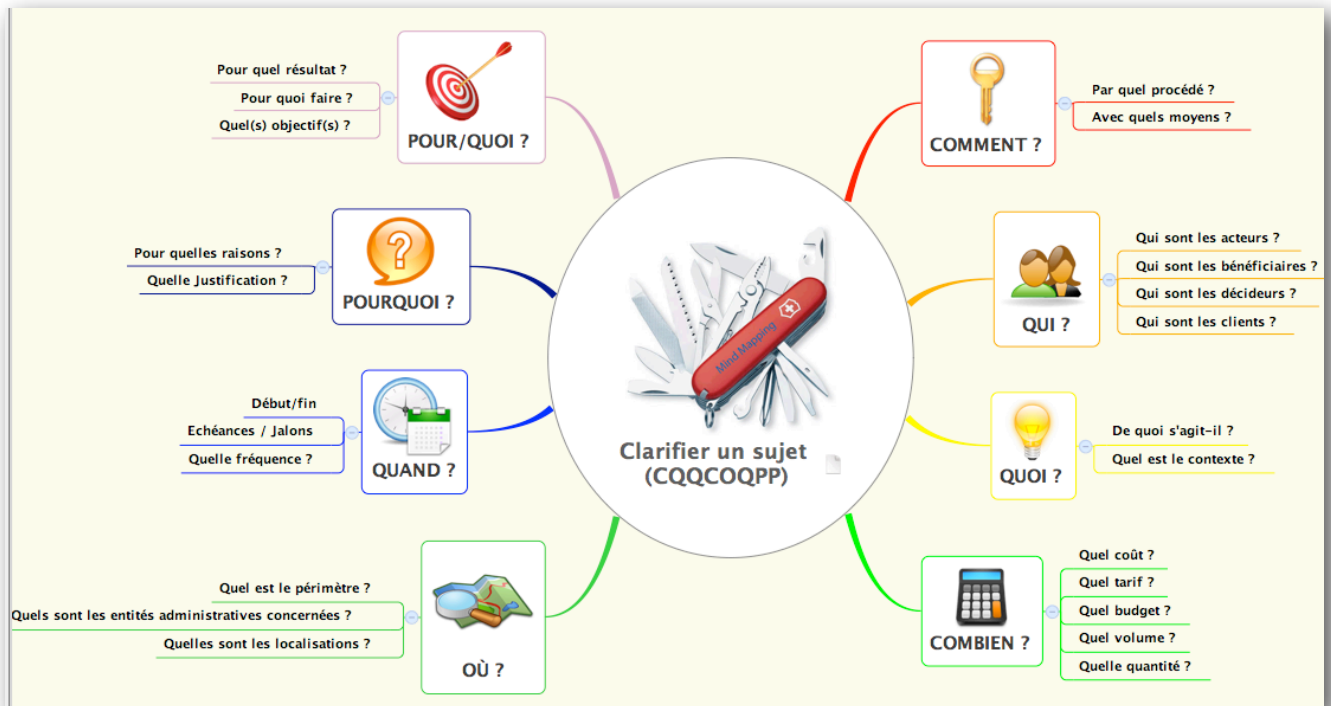 Clarifier un sujet
(CQQCOQPP)
Mind Mapping
COMMENT ?
Par quel procédé ?
Avec quels moyens ?
QUI ?
Qui sont les acteurs ?
Qui sont les bénéficiaires ?
Qui sont les décideurs ?
Qui sont les clients ?
QUOI ?
De quoi s'agit-il ?
Quel est le contexte ?
COMBIEN ?
Quel coût ?
Quel tarif ?
Quel budget ?
Quel volume ?
Quelle quantité ?
OÙ ?
Quel est le périmètre ?
Quels sont les entités administratives concernées ?
Quelles sont les localisations ?
QUAND ?
Début/fin
Echéances / Jalons
Quelle fréquence ?
POURQUOI ?
Pour quelles raisons ?
Quelle Justification ?
POUR/QUOI ?
Pour quel résultat ?
Pour quoi faire ?
Quel(s) objectif(s) ?